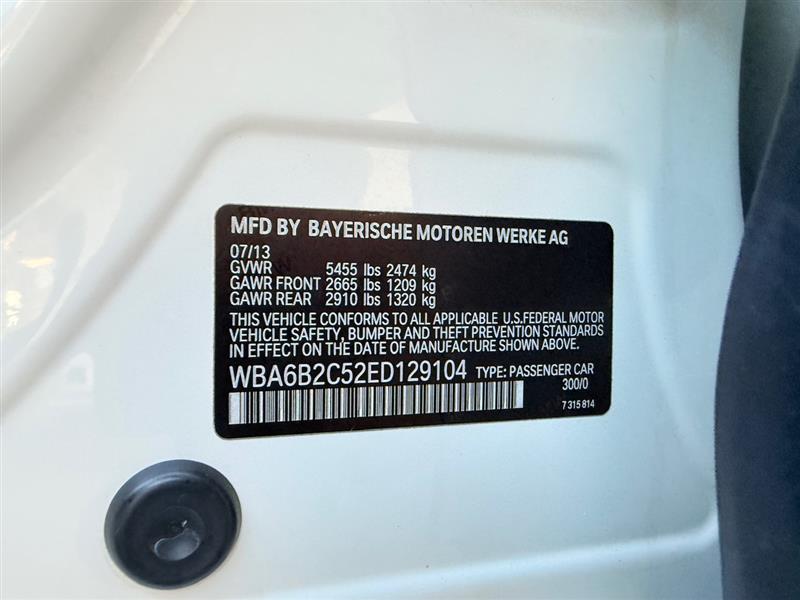 MFD BY BAYERISCHE MOTOREN WERKE AG
07/13
GVWR 5455 lbs 2474 kg
GAWR FRONT 2665 lbs 1209 kg
GAWR REAR 2910 lbs 1320 kg
THIS VEHICLE CONFORMS TO ALL APPLICABLE U.S.FEDERAL MOTOR
VEHICLE SAFETY, BUMPER AND THEFT PREVENTION STANDARDS
IN EFFECT ON THE DATE OF MANUFACTURE SHOWN ABOVE.
WBA6B2C52ED129104 TYPE: PASSENGER CAR
300/0
7 315 814